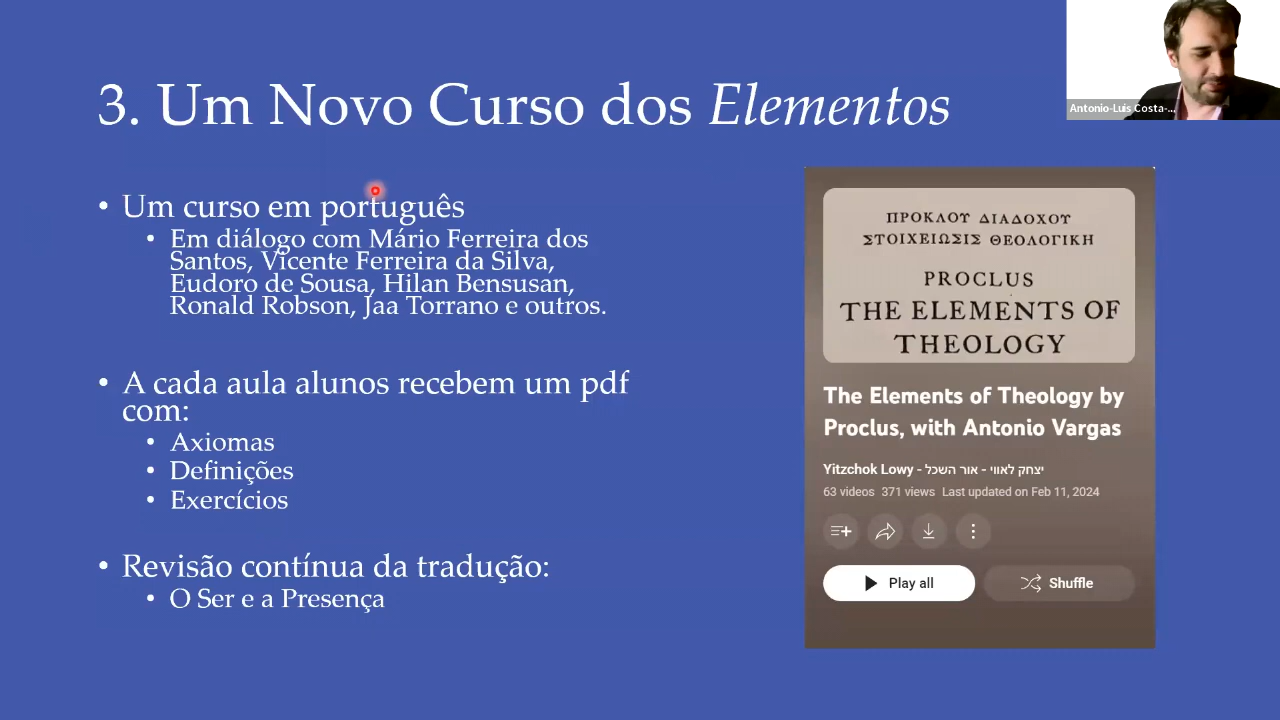 3. Um Novo Curso dos Elementos
Antonio-Luis Costa-...
• Um curso em português
• Em diálogo com Mário Ferreira dos
Santos, Vicente Ferreira da Silva,
Eudoro de Sousa, Hilan Bensusan,
Ronald Robson, Jaa Torrano e outros.
• A cada aula alunos recebem um pdf
com:
• Axiomas
• Definições
• Exercícios
• Revisão contínua da tradução:
• O Ser e a Presença
ΠΡΟΚΛΟΥ ΔΙΑΔΟΧΟΥ
ΣΤΟΙΧΕΙΩΣΙΣ ΘΕΟΛΟΓΙΚΗ
PROCLUS
THE ELEMENTS OF
THEOLOGY
The Elements of Theology by
Proclus, with Antonio Vargas
Yitzchok Lowy - יצחק לאווי - אור השכל
63 videos 371 views Last updated on Feb 11, 2024
Play all
Shuffle